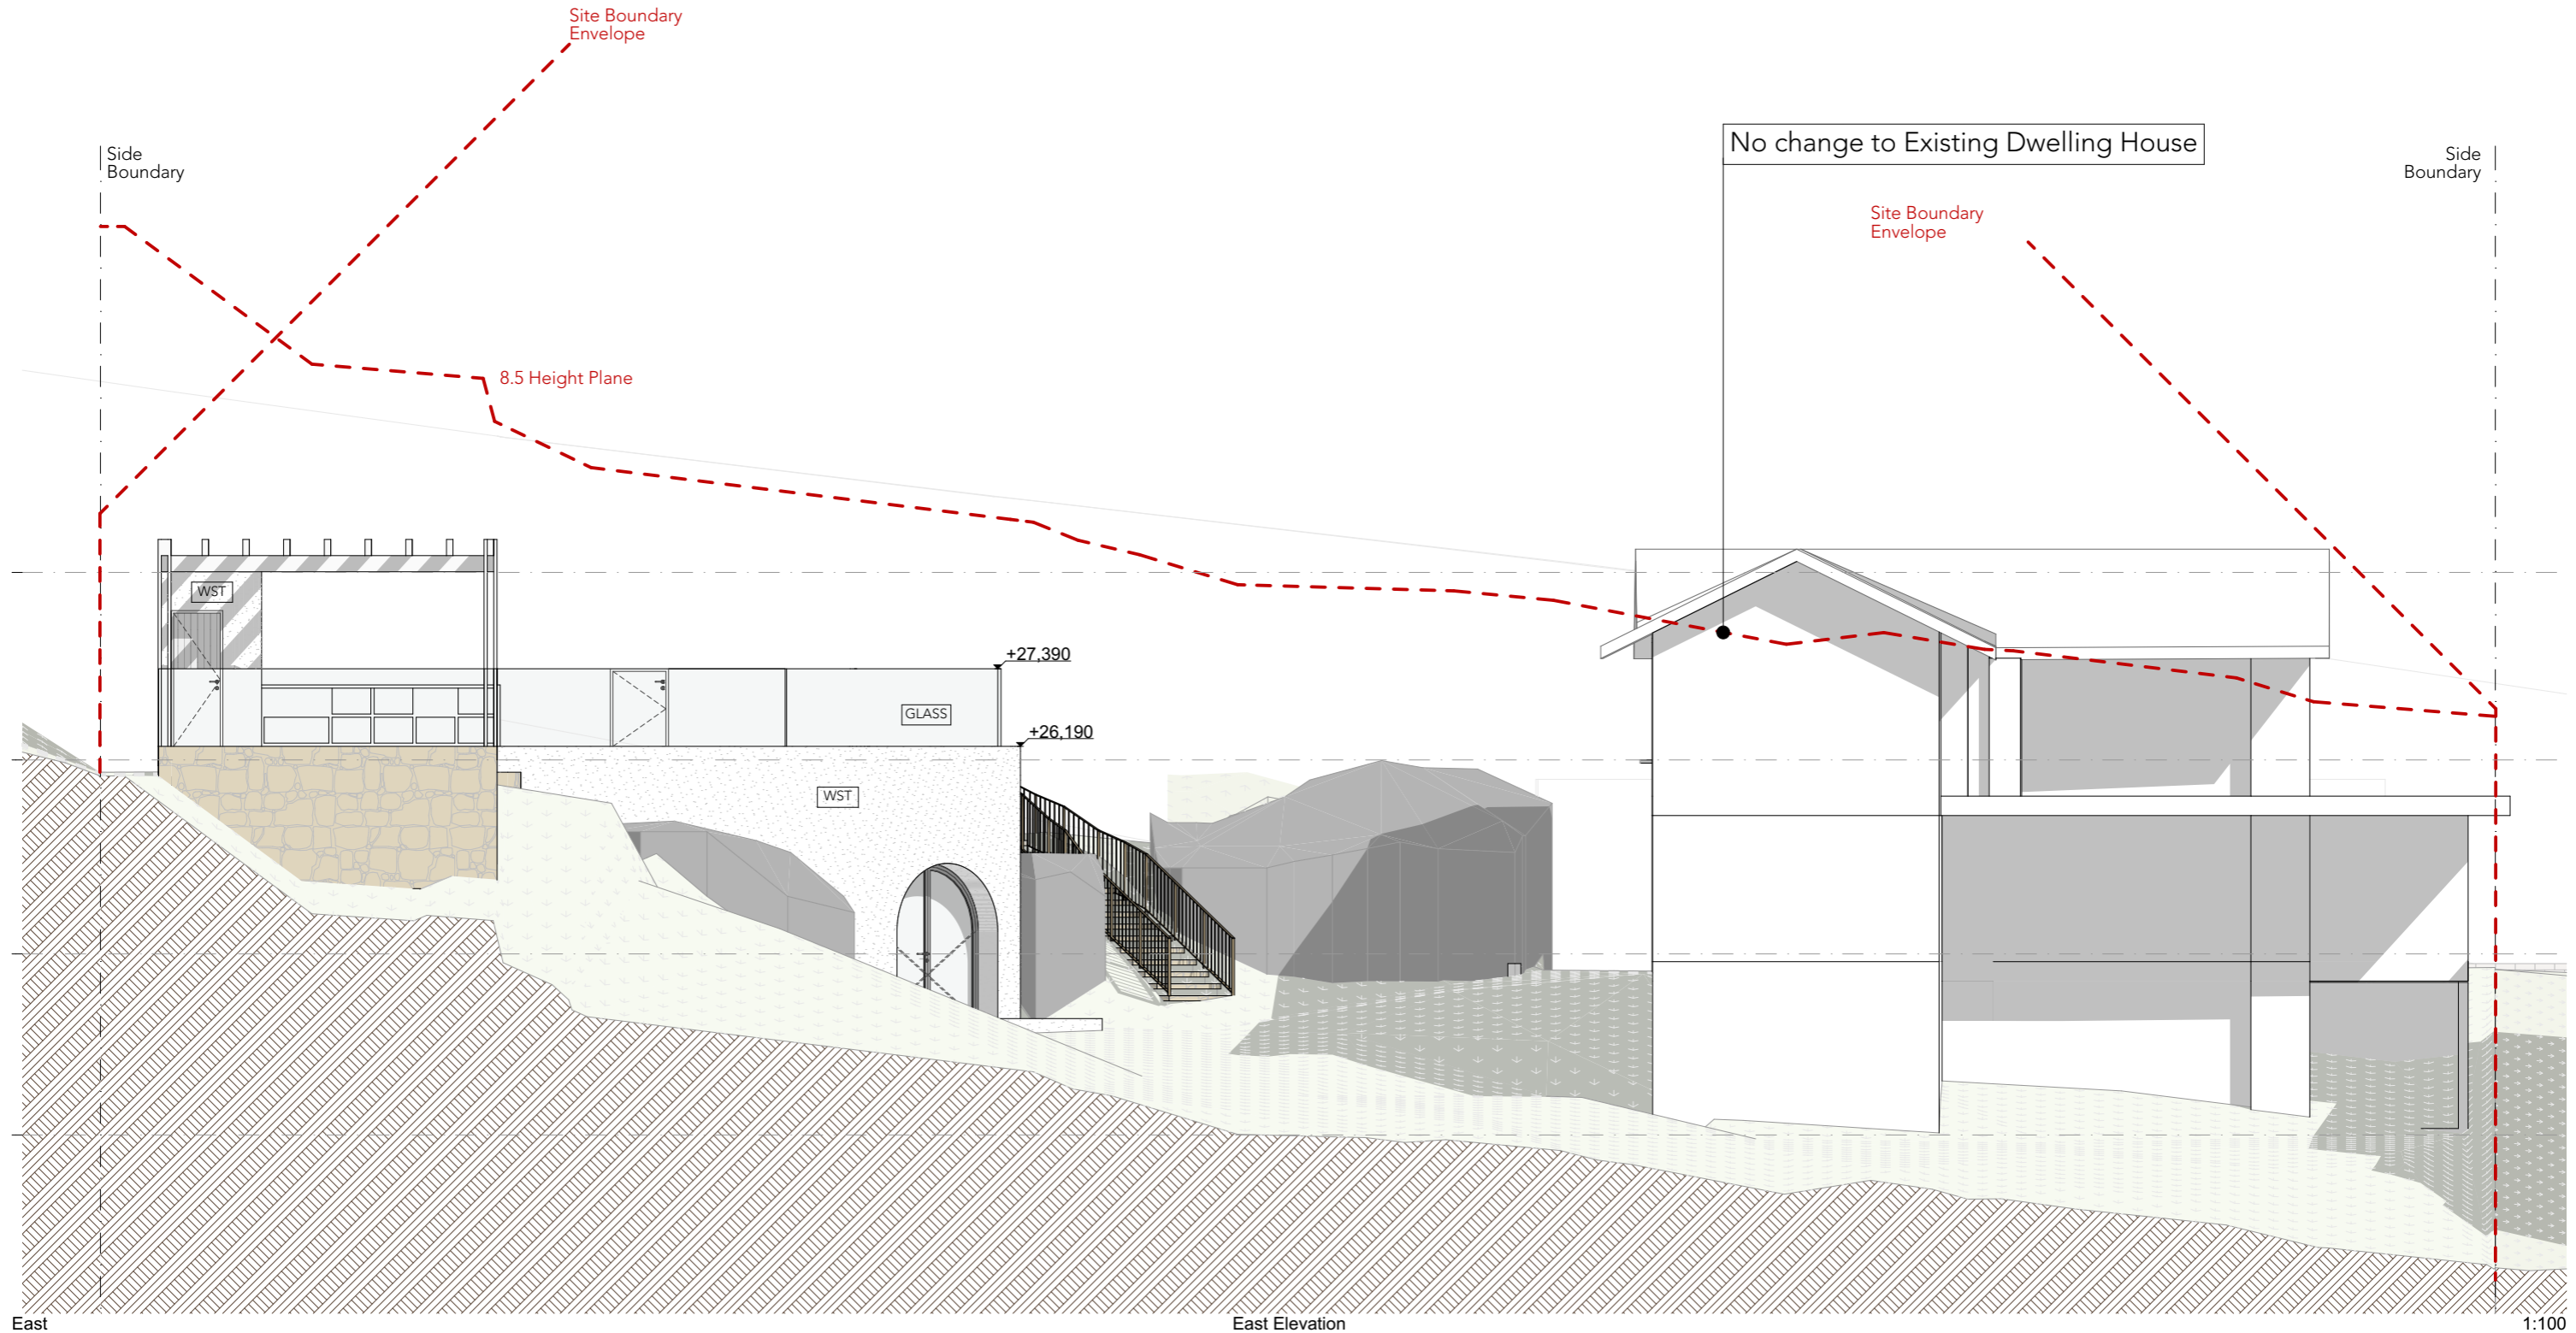 Site Boundary
Envelope
No change to Existing Dwelling House
Side
Boundary
Side
Boundary
Site Boundary
Envelope
8.5 Height Plane
WST
+27,390
GLASS
+26,190
WST
East
East Elevation
1:100